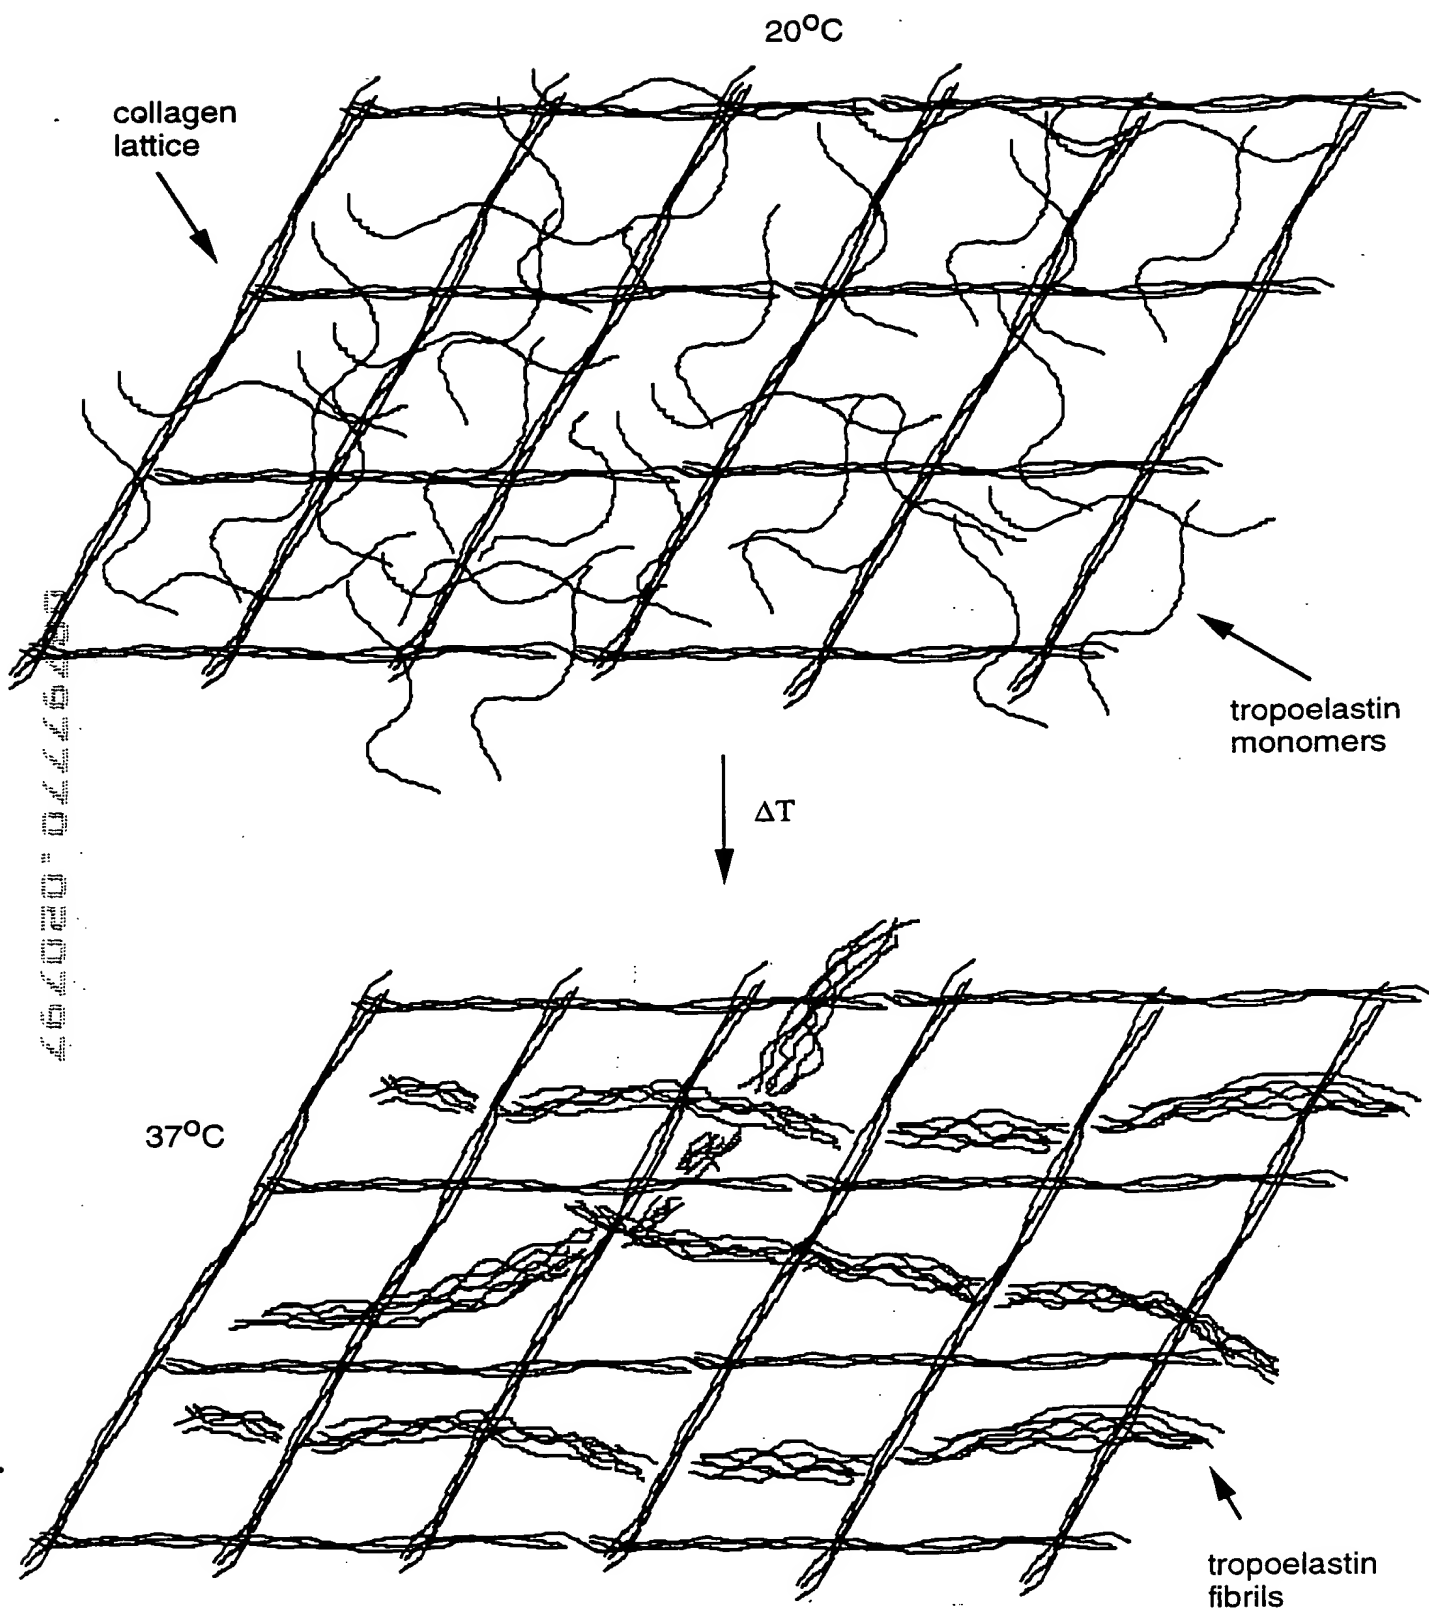 20°C
collagen
lattice
tropoelastin
monomers
ΔT
37°C
tropoelastin
fibrils